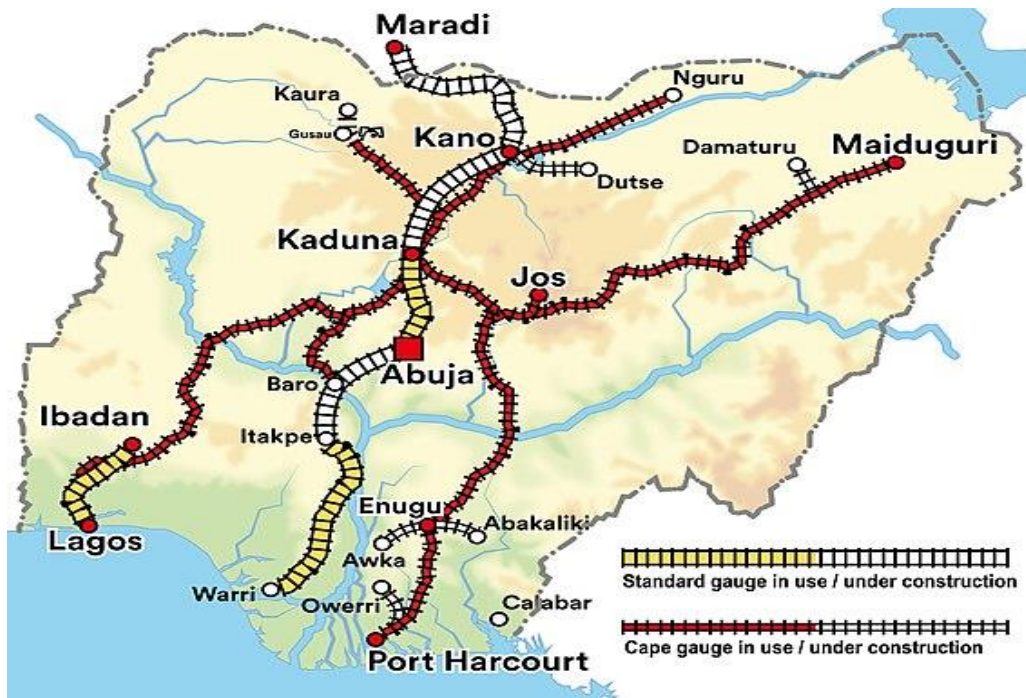 Maradi
Nguru
Kaura
Gusau
Kano
Damaturu
Maiduguri
Dutse
Kaduna
Jos
Abuja
Baro
Ibadan
Itakpe
Enugu
Abakaliki
Lagos
Awka
Standard gauge in use / under construction
Warri
Owerri
Calabar
Port Harcourt
Cape gauge in use / under construction